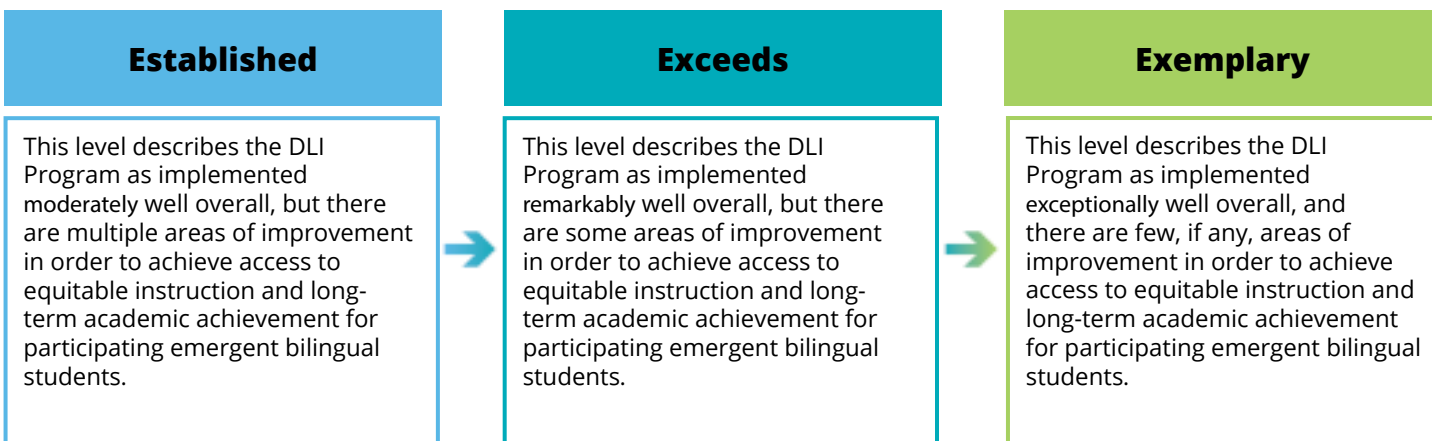 Established
This level describes the DLI
Program as implemented
moderately well overall, but there
are multiple areas of improvement
in order to achieve access to
equitable instruction and long-
term academic achievement for
participating emergent bilingual
students.
Exceeds
This level describes the DLI
Program as implemented
remarkably well overall, but there
are some areas of improvement
in order to achieve access to
equitable instruction and long-
term academic achievement for
participating emergent bilingual
students.
Exemplary
This level describes the DLI
Program as implemented
exceptionally well overall, and
there are few, if any, areas of
improvement in order to achieve
access to equitable instruction and
long-term academic achievement
for participating emergent bilingual
students.